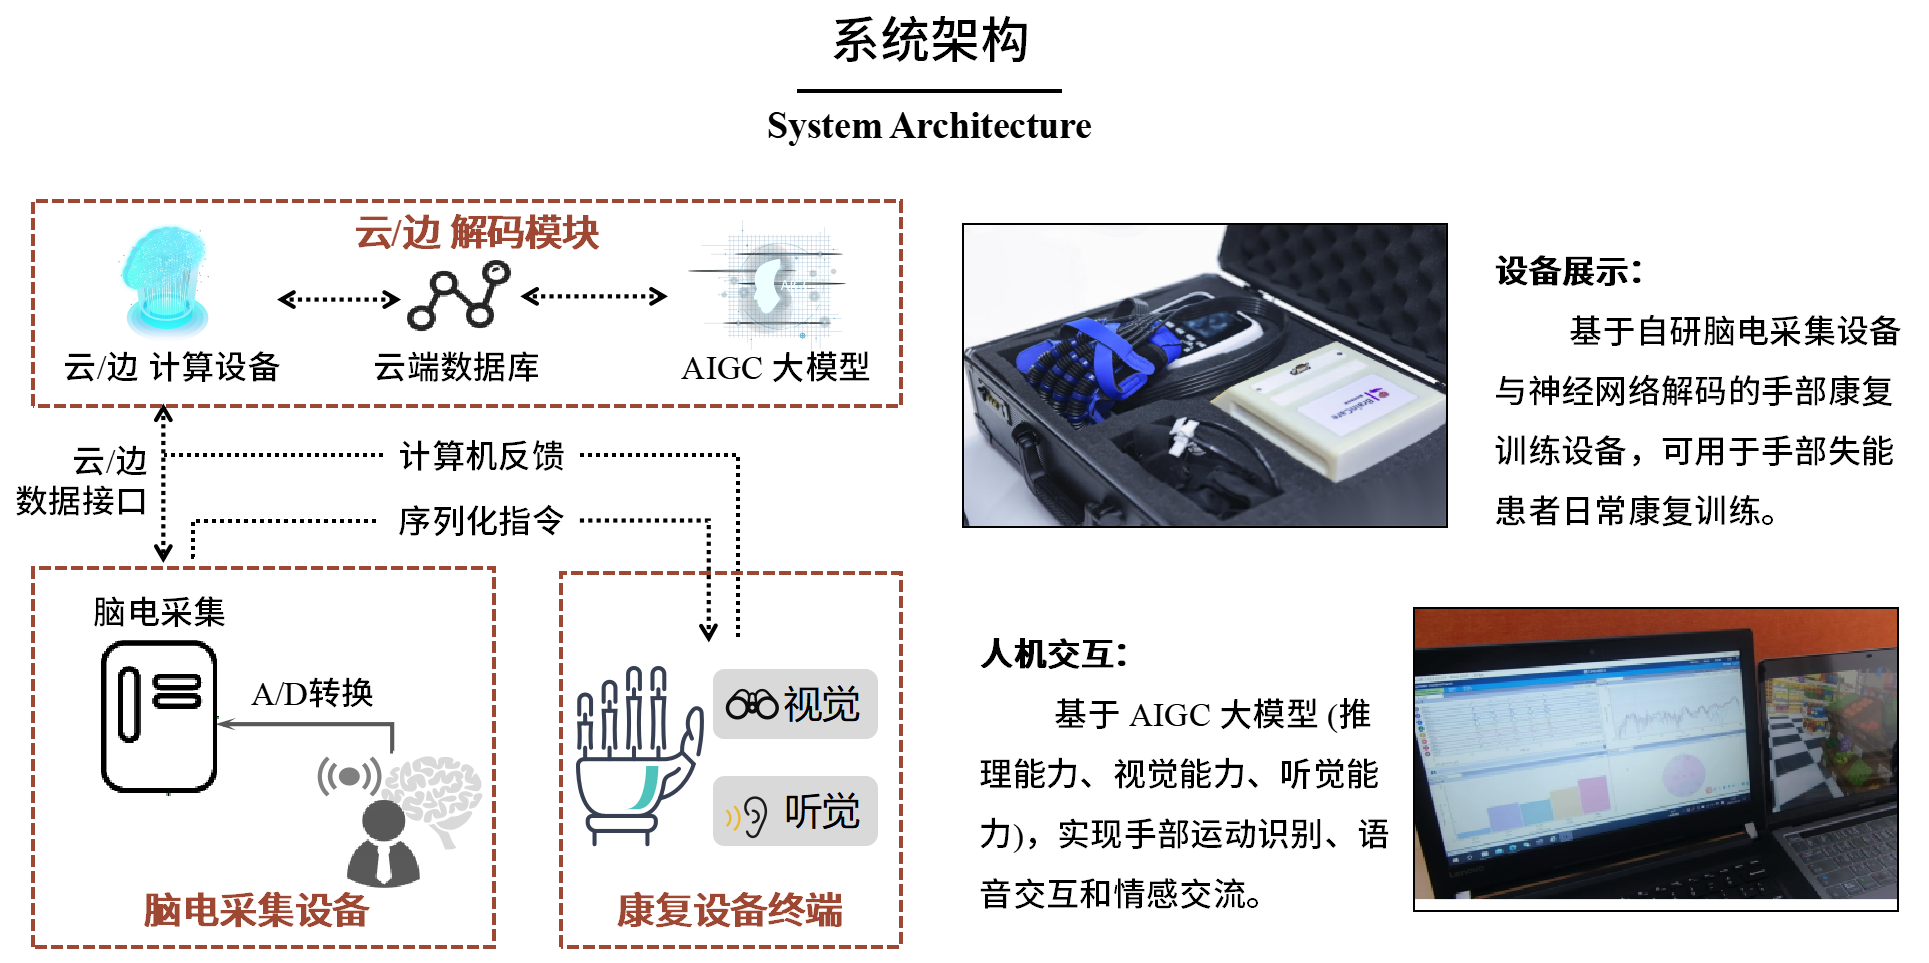 系统架构
System Architecture
云/边 解码模块
云/边 计算设备
云端数据库
AIGC 大模型
云/边
数据接口
计算机反馈
序列化指令
脑电采集
A/D转换
脑电采集设备
视觉
听觉
康复设备终端
设备展示：
基于自研脑电采集设备
与神经网络解码的手部康复
训练设备，可用于手部失能
患者日常康复训练。
人机交互：
基于 AIGC 大模型 (推
理能力、视觉能力、听觉能
力)，实现手部运动识别、语
音交互和情感交流。
Lenovo